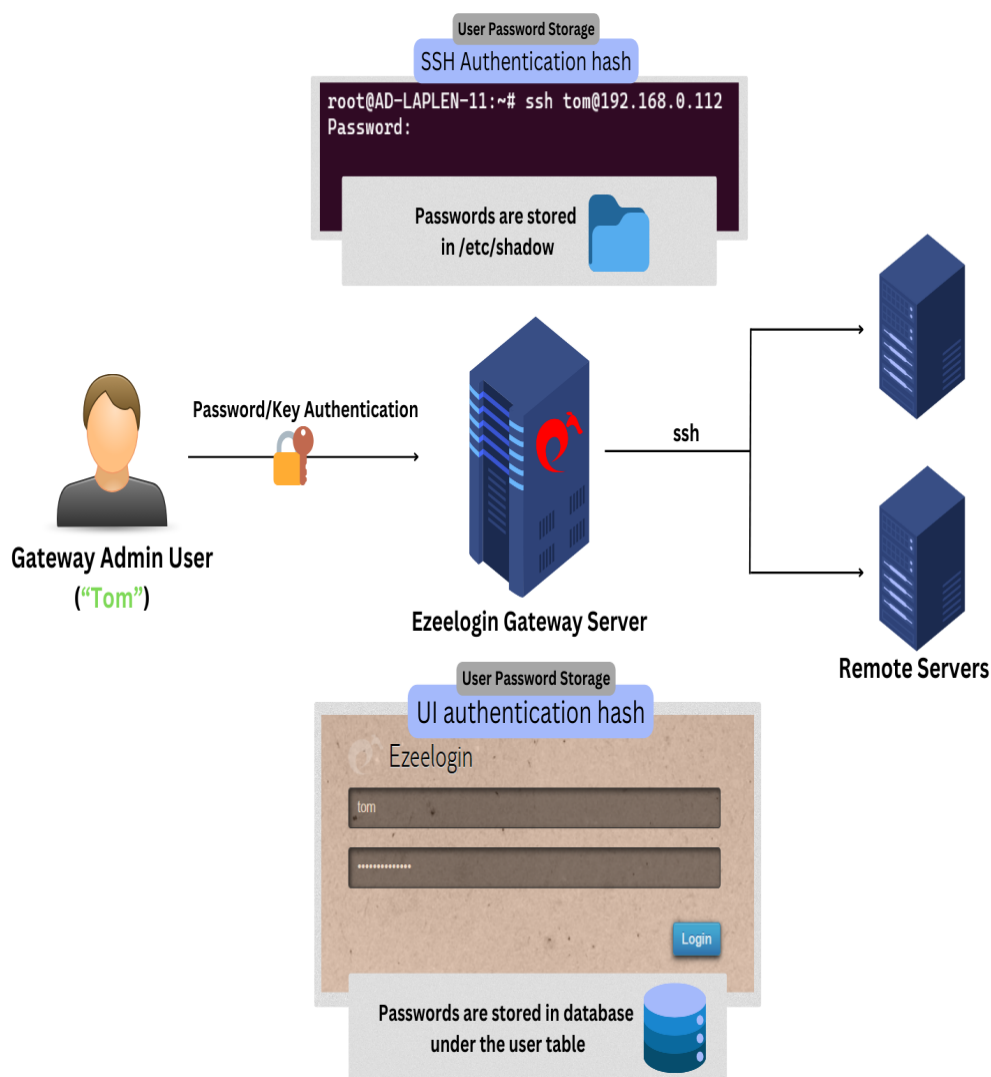 User Password Storage
SSH Authentication hash
root@AD-LAPLEN-11:~# ssh tom@192.168.0.112
Password:
Passwords are stored
in /etc/shadow
Password/Key Authentication
ssh
Gateway Admin User
(“Tom”)
Ezeelogin Gateway Server
Remote Servers
User Password Storage
UI authentication hash
Ezeelogin
tom
••••••••••••••
Login
Passwords are stored in database
under the user table